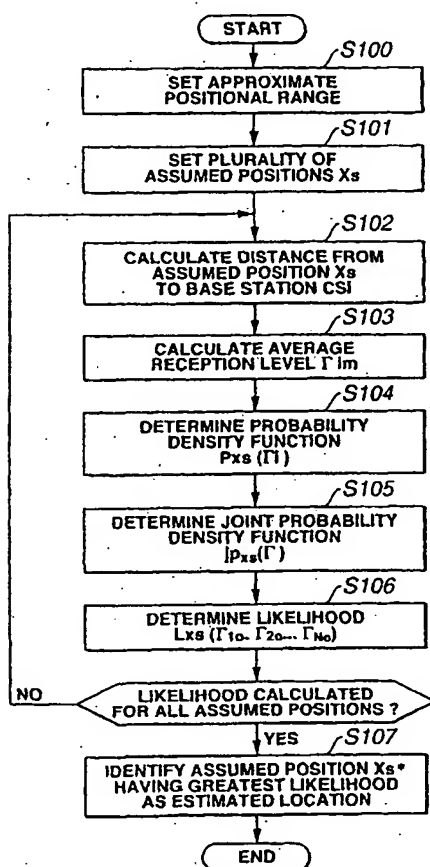 START
S100
SET APPROXIMATE
POSITIONAL RANGE
S101
SET PLURALITY OF
ASSUMED POSITIONS Xs
S102
CALCULATE DISTANCE FROM
ASSUMED POSITION Xs
TO BASE STATION CSi
S103
CALCULATE AVERAGE
RECEPTION LEVEL Γ im
S104
DETERMINE PROBABILITY
DENSITY FUNCTION
Pxs (Γi)
S105
DETERMINE JOINT PROBABILITY
DENSITY FUNCTION
|pxs(Γ)
S106
DETERMINE LIKELIHOOD
Lxs (Γ1o. Γ2o... ΓNo)
NO
LIKELIHOOD CALCULATED
FOR ALL ASSUMED POSITIONS ?
YES
S107
IDENTIFY ASSUMED POSITION Xs*
HAVING GREATEST LIKELIHOOD
AS ESTIMATED LOCATION
END